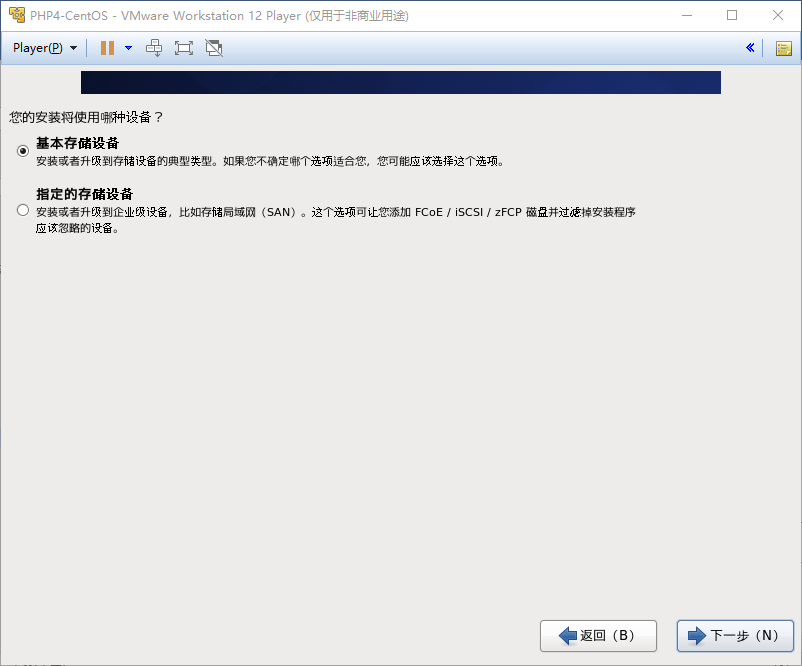 PHP4-CentOS - VMware Workstation 12 Player (仅用于非商业用途)
Player(P)
您的安装将使用哪种设备？
基本存储设备
安装或者升级到存储设备的典型类型。如果您不确定哪个选项适合您，您可能应该选择这个选项。
指定的存储设备
安装或者升级到企业级设备，比如存储局域网（SAN）。这个选项可让您添加 FCoE / iSCSI / zFCP 磁盘并过滤掉安装程序
应该忽略的设备。
返回（B）
下一步（N）